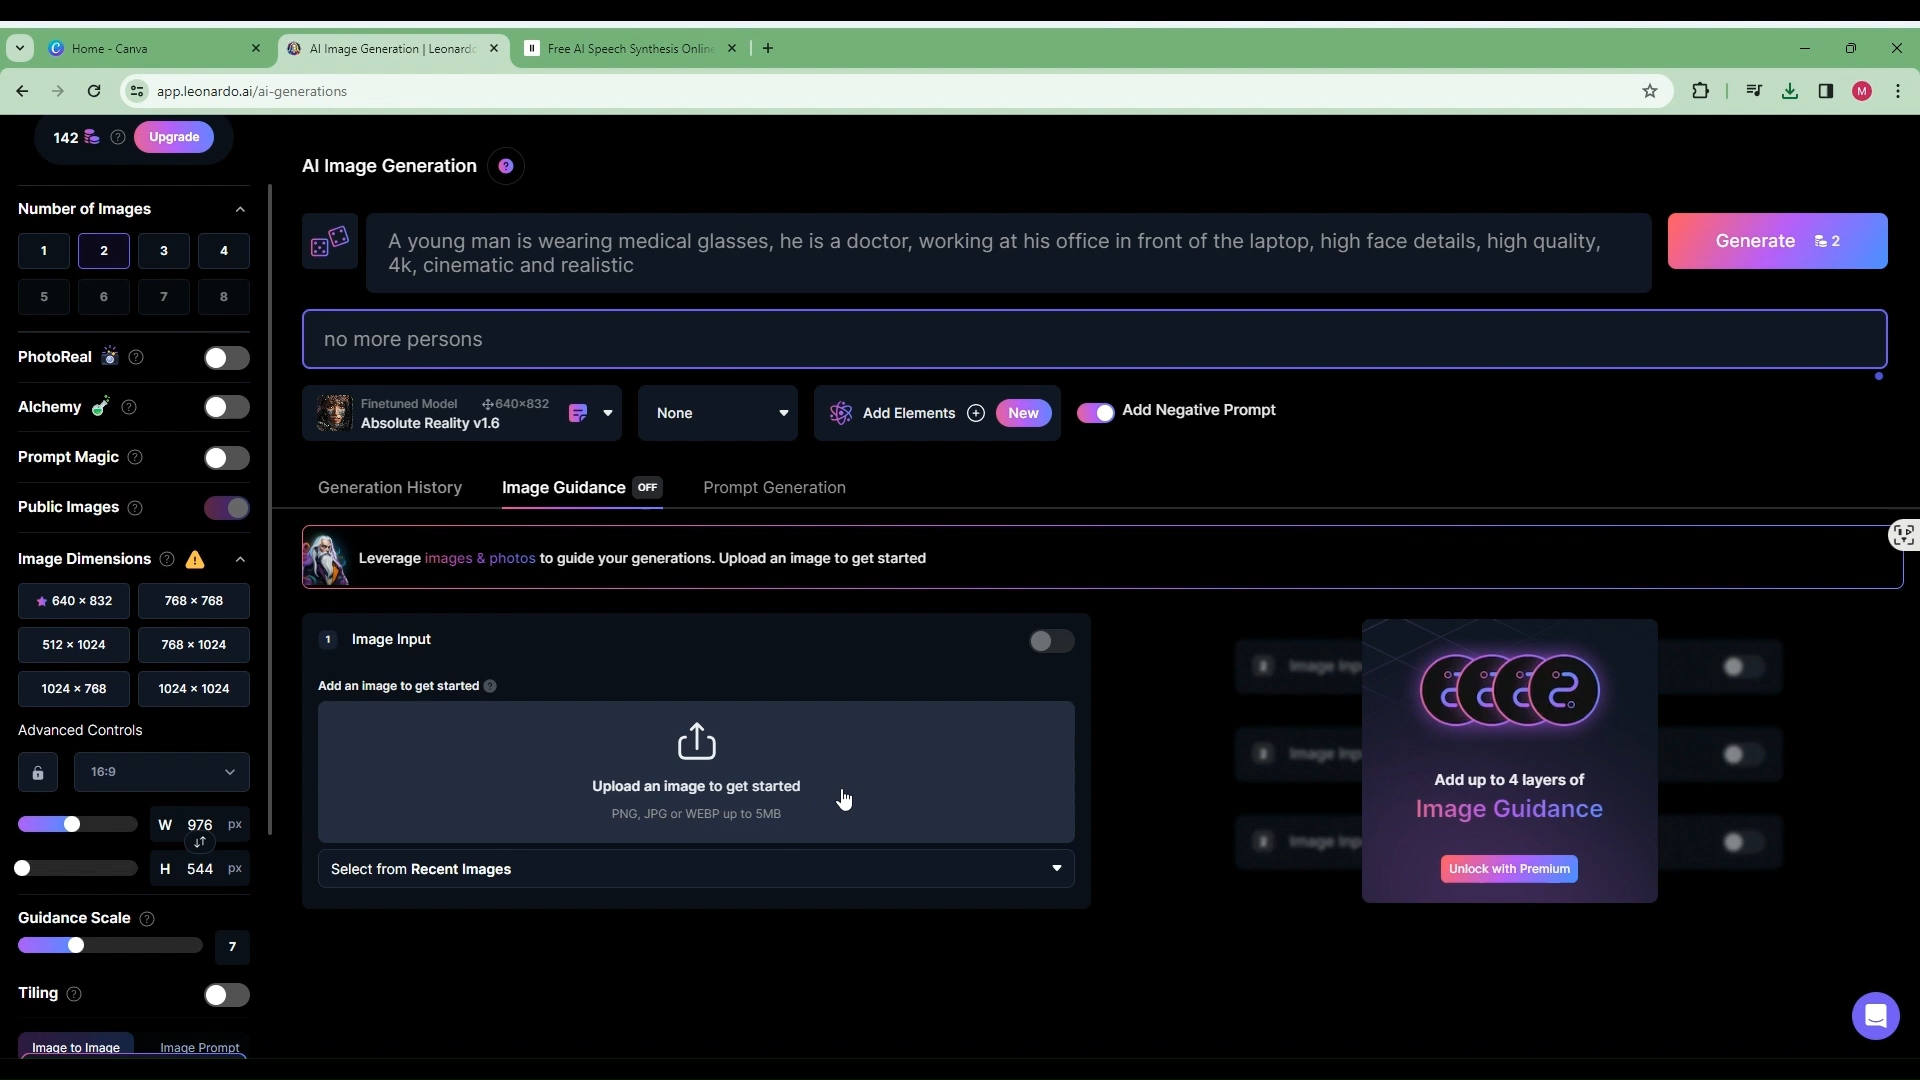 Home - Canva
AI Image Generation | Leonardo
Free AI Speech Synthesis Online
app.leonardo.ai/ai-generations
M
142
Upgrade
AI Image Generation
Number of Images
1 2 3 4
5 6 7 8
A young man is wearing medical glasses, he is a doctor, working at his office in front of the laptop, high face details, high quality,
4k, cinematic and realistic
Generate 2
no more persons
PhotoReal
Alchemy
Prompt Magic
Public Images
Finetuned Model 640×832
Absolute Reality v1.6
None
Add Elements New
Add Negative Prompt
Generation History
Image Guidance OFF
Prompt Generation
Leverage images & photos to guide your generations. Upload an image to get started
Image Dimensions
640 × 832 768 × 768
512 × 1024 768 × 1024
1024 × 768 1024 × 1024
Advanced Controls
16:9
W 976 px
H 544 px
Guidance Scale
7
Tiling
Image to Image Image Prompt
1 Image Input
Add an image to get started
Upload an image to get started
PNG, JPG or WEBP up to 5MB
Select from Recent Images
Add up to 4 layers of
Image Guidance
Unlock with Premium